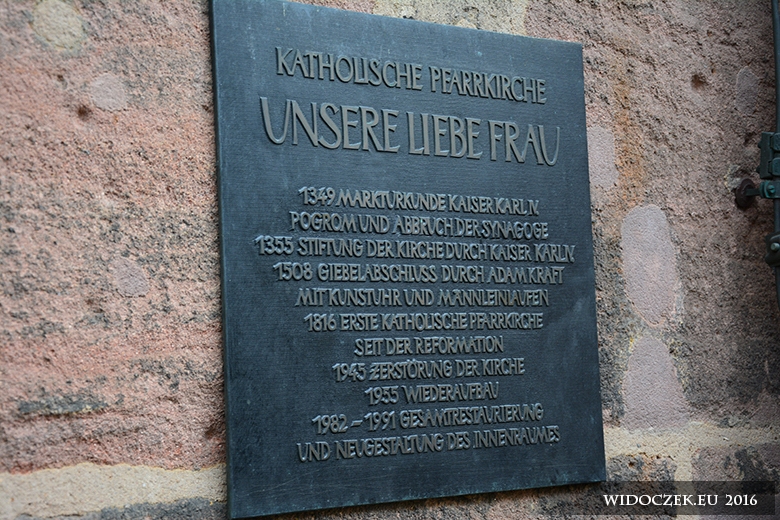 KATHOLISCHE PFARRKIRCHE
UNSERE LIEBE FRAU
1349 MARKTURKUNDE KAISER KARL IV.
POGROM UND ABBRUCH DER SYNAGOGE
1355 STIFTUNG DER KIRCHE DURCH KAISER KARL IV.
1508 GIEBELABSCHLUSS DURCH ADAM KRAFT
MIT KUNSTUHR UND MÄNNLEINLAUFEN
1816 ERSTE KATHOLISCHE PFARRKIRCHE
SEIT DER REFORMATION
1945 ZERSTÖRUNG DER KIRCHE
1955 WIEDERAUFBAU
1982 – 1991 GESAMTRESTAURIERUNG
UND NEUGESTALTUNG DES INNENRAUMES
WIDOCZEK.EU 2016